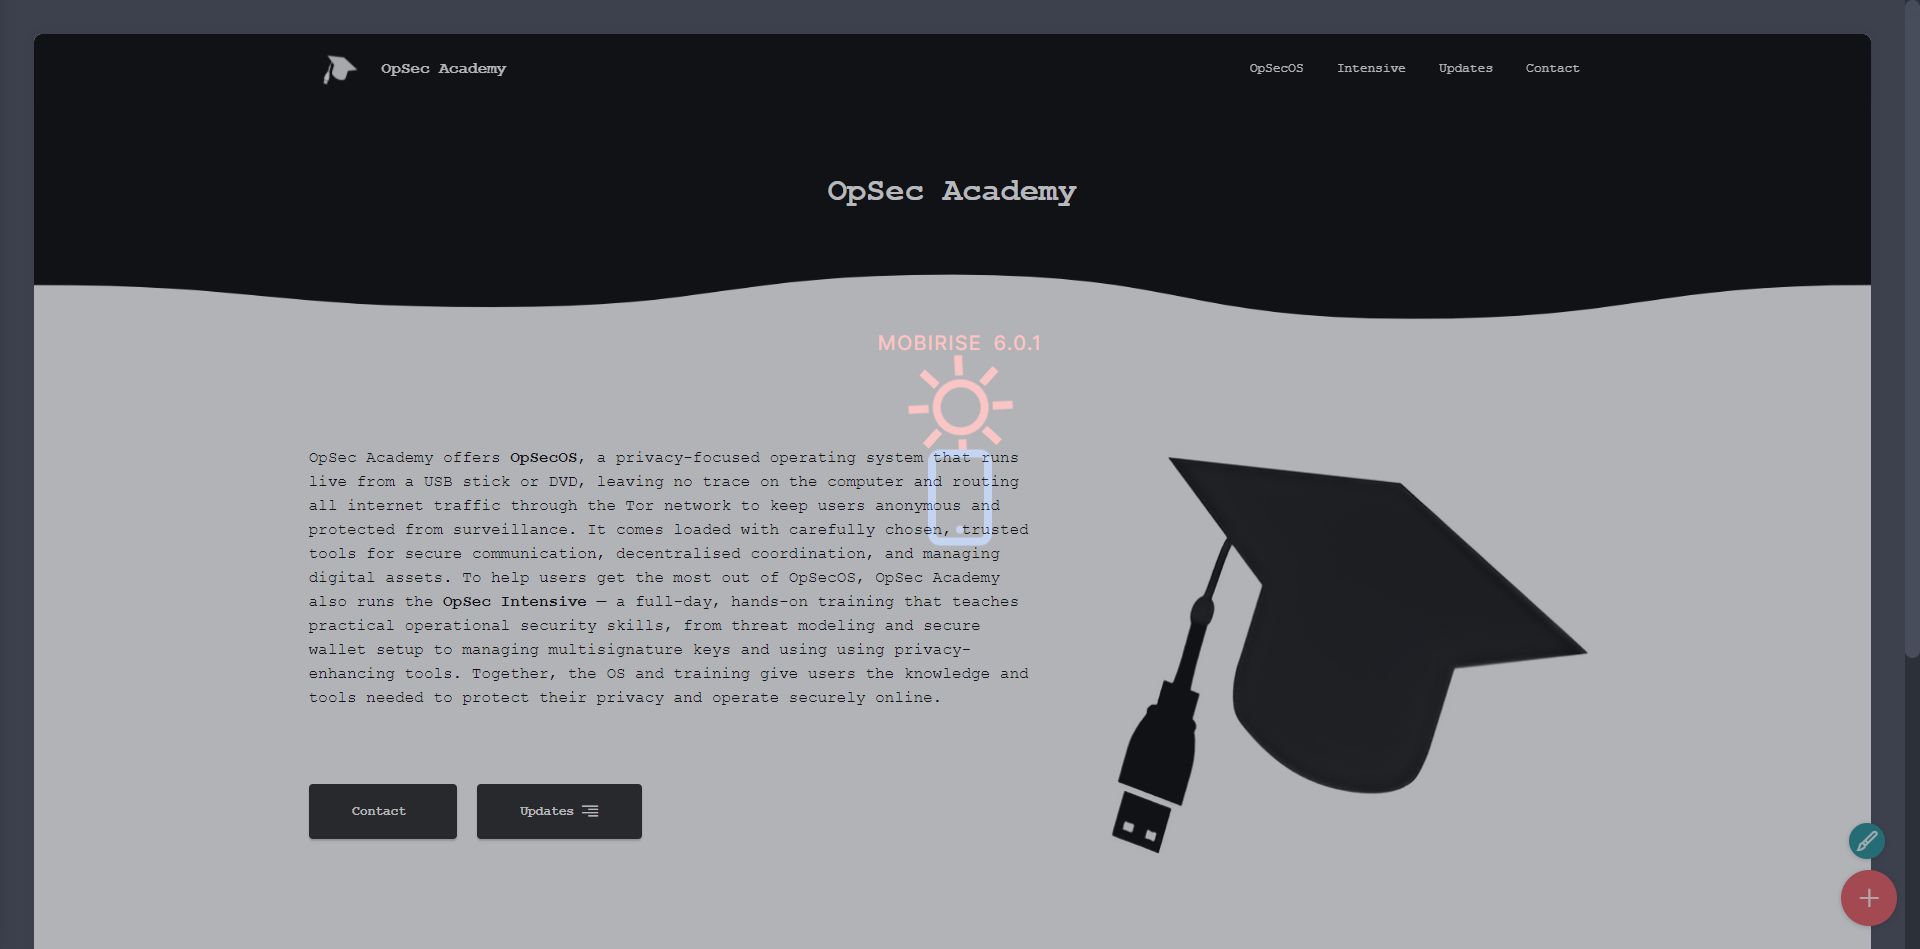 OpSec Academy
OpSecOS
Intensive
Updates
Contact
OpSec Academy
MOBIRISE 6.0.1
OpSec Academy offers OpSecOS, a privacy-focused operating system that runs
live from a USB stick or DVD, leaving no trace on the computer and routing
all internet traffic through the Tor network to keep users anonymous and
protected from surveillance. It comes loaded with carefully chosen, trusted
tools for secure communication, decentralised coordination, and managing
digital assets. To help users get the most out of OpSecOS, OpSec Academy
also runs the OpSec Intensive — a full-day, hands-on training that teaches
practical operational security skills, from threat modeling and secure
wallet setup to managing multisignature keys and using using privacy-
enhancing tools. Together, the OS and training give users the knowledge and
tools needed to protect their privacy and operate securely online.
Contact
Updates